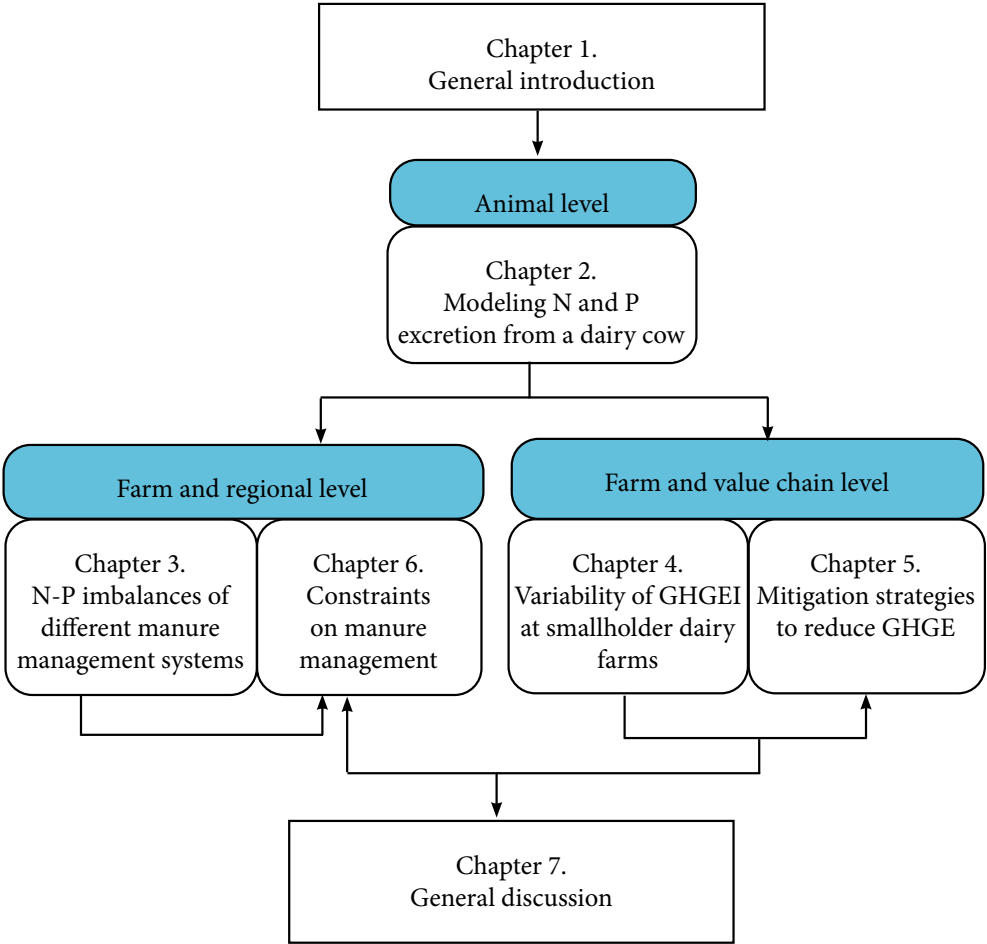 Chapter 1.
General introduction
Animal level
Chapter 2.
Modeling N and P
excretion from a dairy cow
Farm and regional level
Chapter 3.
N-P imbalances of
different manure
management systems
Chapter 6.
Constraints
on manure
management
Farm and value chain level
Chapter 4.
Variability of GHGEI
at smallholder dairy
farms
Chapter 5.
Mitigation strategies
to reduce GHGE
Chapter 7.
General discussion